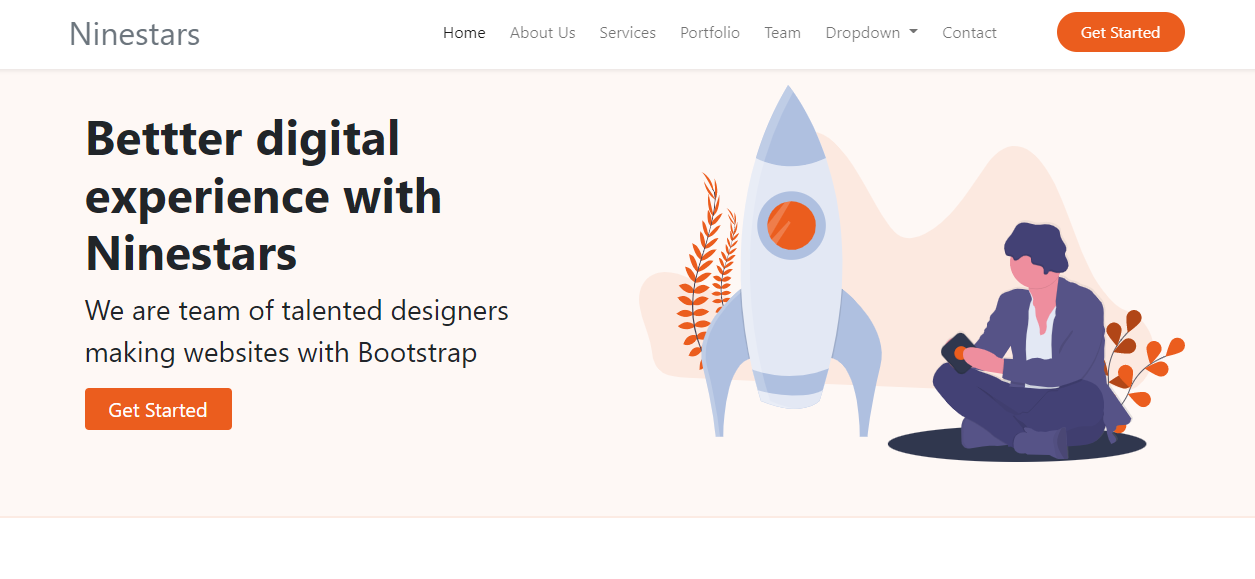 Ninestars
Home About Us Services Portfolio Team Dropdown Contact Get Started
Bettter digital
experience with
Ninestars
We are team of talented designers
making websites with Bootstrap
Get Started